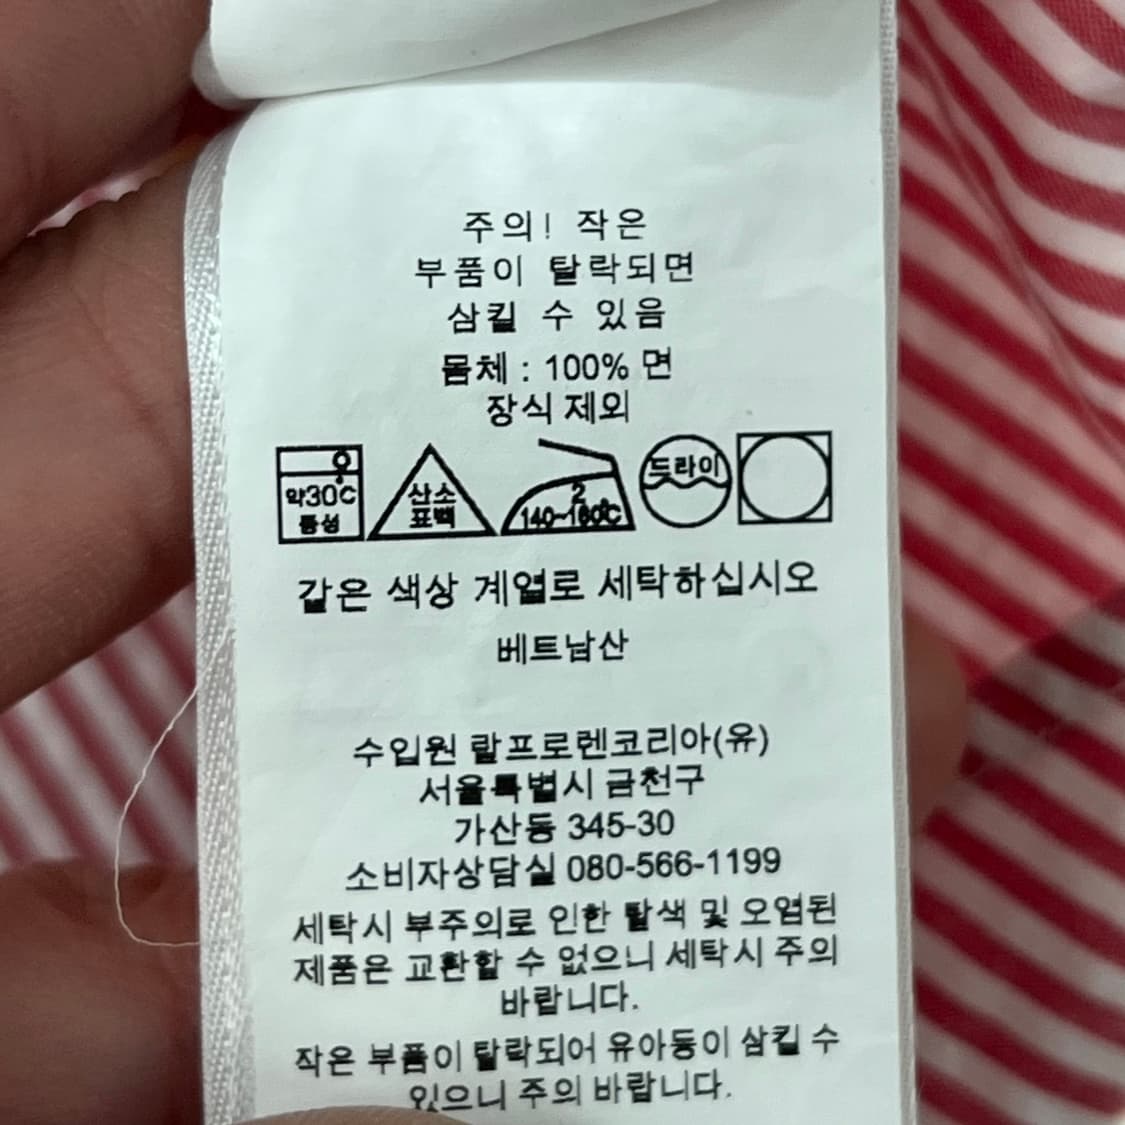 주의! 작은
부품이 탈락되면
삼킬 수 있음
몸체 : 100% 면
장식 제외
약30℃
중성
산소
표백
2
140~160℃
드라이
같은 색상 계열로 세탁하십시오
베트남산
수입원 랄프로렌코리아(유)
서울특별시 금천구
가산동 345-30
소비자상담실 080-566-1199
세탁시 부주의로 인한 탈색 및 오염된
제품은 교환할 수 없으니 세탁시 주의
바랍니다.
작은 부품이 탈락되어 유아동이 삼킬 수
있으니 주의 바랍니다.